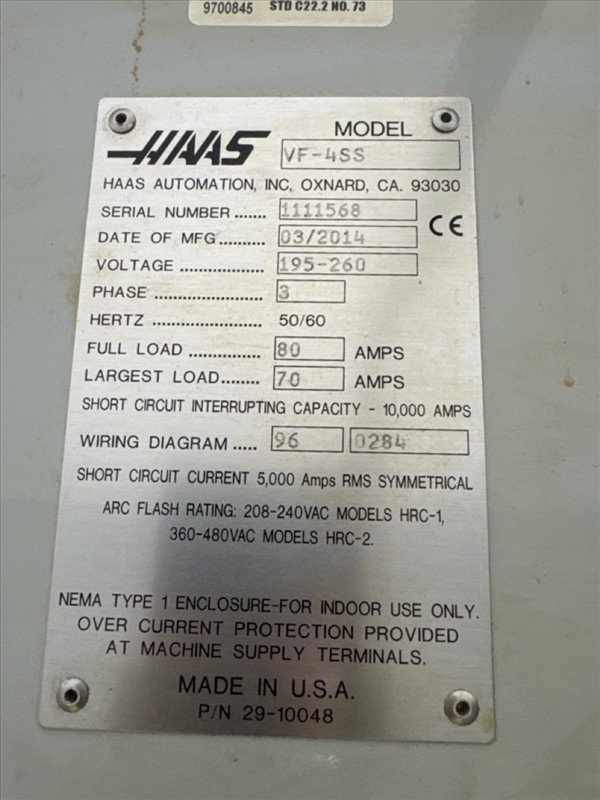 9700845 STD C22.2 NO. 73
HAAS MODEL VF-4SS
HAAS AUTOMATION, INC, OXNARD, CA. 93030
SERIAL NUMBER ....... 1111568
DATE OF MFG.......... 03/2014 CE
VOLTAGE .................. 195-260
PHASE ....................... 3
HERTZ ....................... 50/60
FULL LOAD ............... 80 AMPS
LARGEST LOAD........ 70 AMPS
SHORT CIRCUIT INTERRUPTING CAPACITY - 10,000 AMPS
WIRING DIAGRAM ..... 96 0284
SHORT CIRCUIT CURRENT 5,000 Amps RMS SYMMETRICAL
ARC FLASH RATING: 208-240VAC MODELS HRC-1,
360-480VAC MODELS HRC-2.
NEMA TYPE 1 ENCLOSURE-FOR INDOOR USE ONLY.
OVER CURRENT PROTECTION PROVIDED
AT MACHINE SUPPLY TERMINALS.
MADE IN U.S.A.
P/N 29-10048